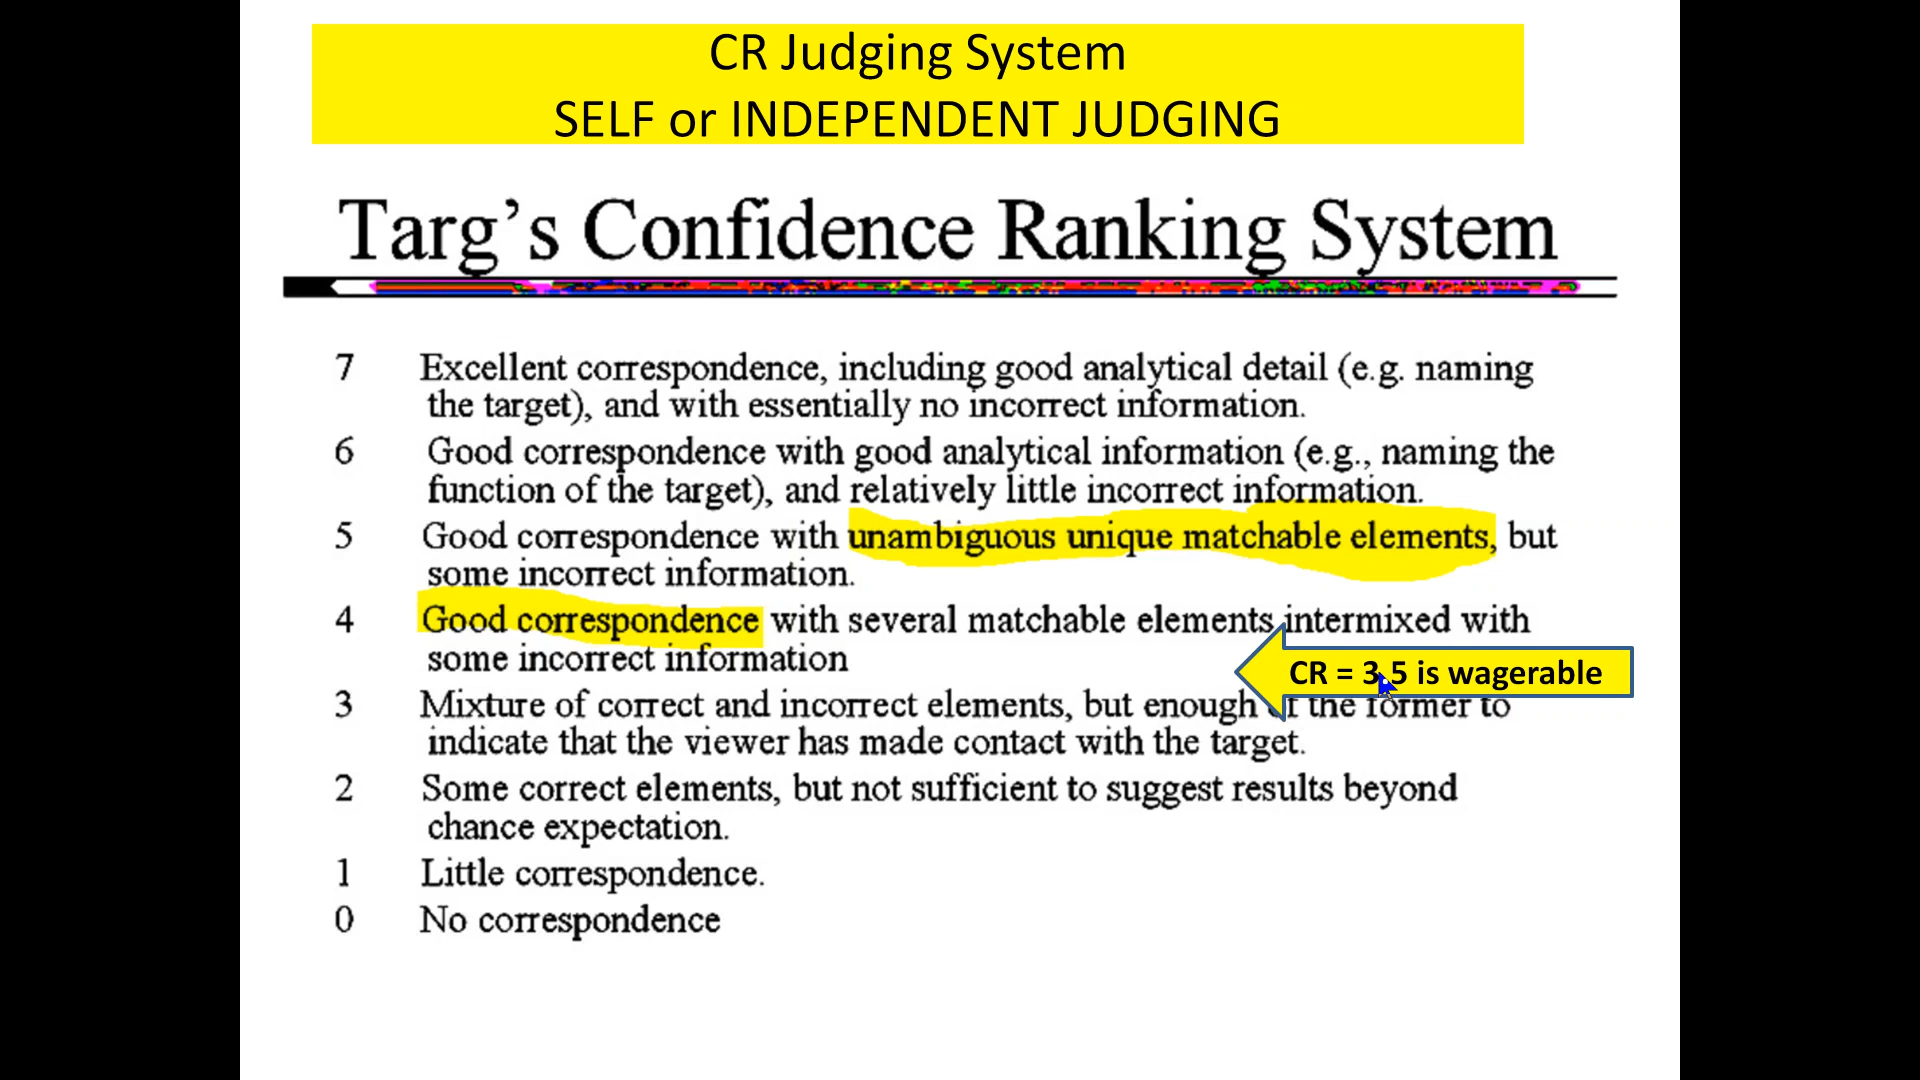 CR Judging System
SELF or INDEPENDENT JUDGING
Targ's Confidence Ranking System
7 Excellent correspondence, including good analytical detail (e.g. naming
the target), and with essentially no incorrect information.
6 Good correspondence with good analytical information (e.g., naming the
function of the target), and relatively little incorrect information.
5 Good correspondence with unambiguous unique matchable elements, but
some incorrect information.
4 Good correspondence with several matchable elements intermixed with
some incorrect information
CR = 3.5 is wagerable
3 Mixture of correct and incorrect elements, but enough of the former to
indicate that the viewer has made contact with the target.
2 Some correct elements, but not sufficient to suggest results beyond
chance expectation.
1 Little correspondence.
0 No correspondence